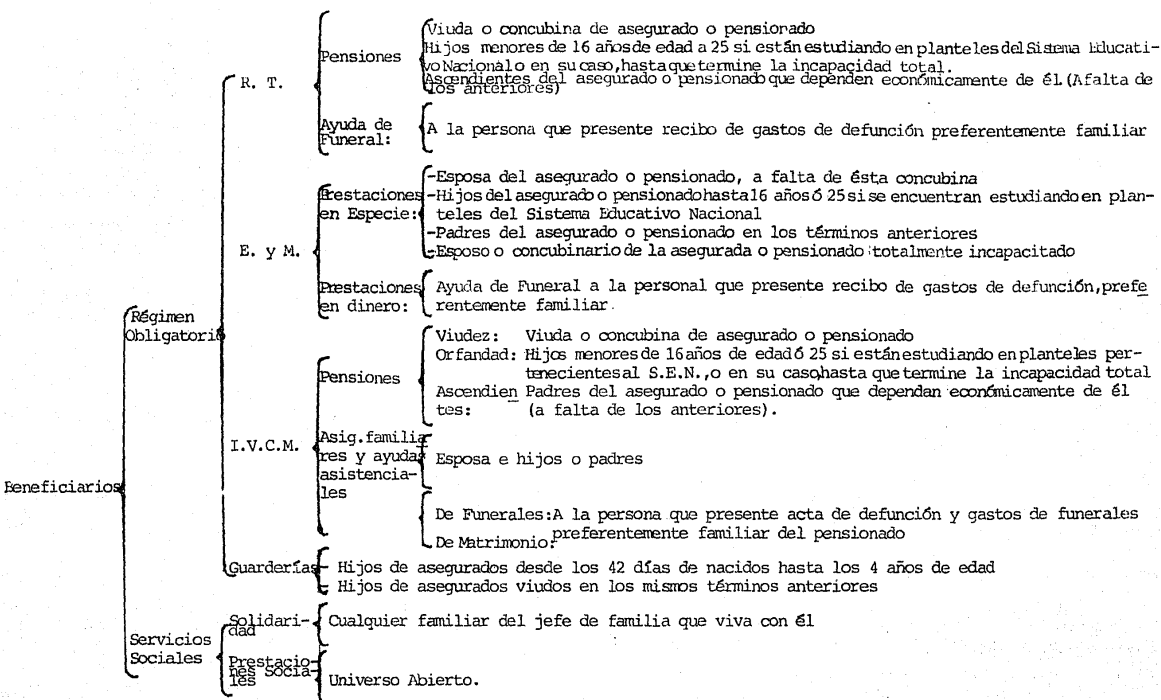 Viuda o concubina de asegurado o pensionado
Pensiones
Hijos menores de 16 años de edad a 25 si están estudiando en planteles del Sistema Educati-
vo Nacional o en su caso, hasta que termine la incapacidad total.
R. T.
Ascendientes del asegurado o pensionado que dependen económicamente de él (A falta de
los anteriores)
Ayuda de
Funeral:
A la persona que presente recibo de gastos de defunción preferentemente familiar
-Esposa del asegurado o pensionado, a falta de ésta concubina
Prestaciones
en Especie:
-Hijos del asegurado o pensionado hasta 16 años ó 25 si se encuentran estudiando en plan-
teles del Sistema Educativo Nacional
-Padres del asegurado o pensionado en los términos anteriores
E. y M.
-Esposo o concubinario de la asegurada o pensionado totalmente incapacitado
Prestaciones
en dinero:
Ayuda de Funeral a la personal que presente recibo de gastos de defunción, prefe
rentemente familiar.
Régimen
Obligatorio
Viudez: Viuda o concubina de asegurado o pensionado
Orfandad: Hijos menores de 16 años de edad ó 25 si están estudiando en planteles per-
tenecientes al S.E.N., o en su caso, hasta que termine la incapacidad total
Pensiones
Ascendien Padres del asegurado o pensionado que dependan económicamente de él
tes: (a falta de los anteriores).
I.V.C.M.
Asig. familia
res y ayudas
asistencia-
les
Esposa e hijos o padres
Beneficiarios
De Funerales: A la persona que presente acta de defunción y gastos de funerales
preferentemente familiar del pensionado
De Matrimonio:
Guarderías
- Hijos de asegurados desde los 42 días de nacidos hasta los 4 años de edad
- Hijos de asegurados viudos en los mismos términos anteriores
Servicios
Sociales
Solidari-
dad
Cualquier familiar del jefe de familia que viva con él
Prestacio-
nes Socia-
les
Universo Abierto.